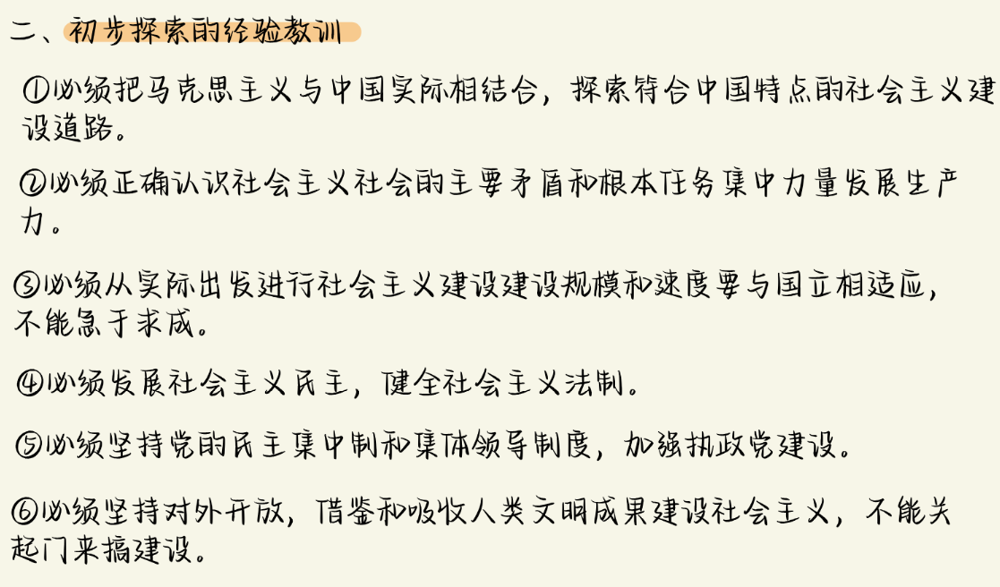 二、初步探索的经验教训
①必须把马克思主义与中国实际相结合，探索符合中国特点的社会主义建
设道路。
②必须正确认识社会主义社会的主要矛盾和根本任务集中力量发展生产
力。
③必须从实际出发进行社会主义建设建设规模和速度要与国立相适应，
不能急于求成。
④必须发展社会主义民主，健全社会主义法制。
⑤必须坚持党的民主集中制和集体领导制度，加强执政党建设。
⑥必须坚持对外开放，借鉴和吸收人类文明成果建设社会主义，不能关
起门来搞建设。